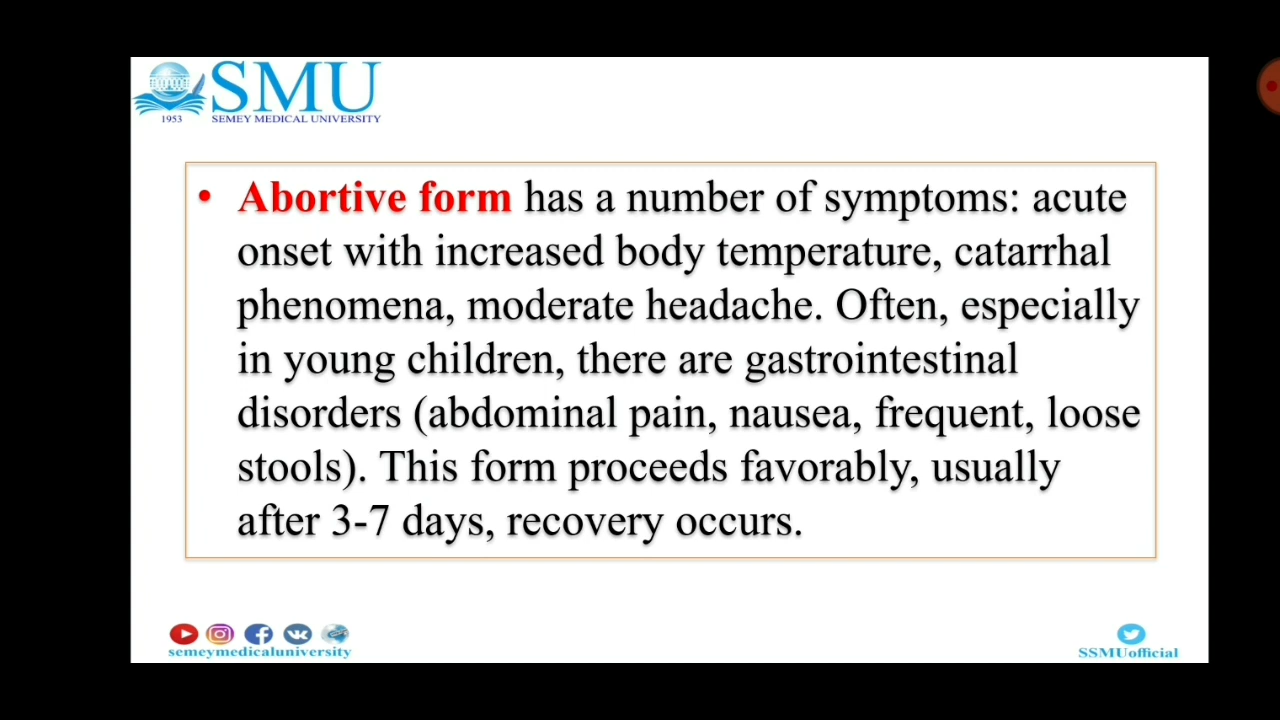 SMU
1953 SEMEY MEDICAL UNIVERSITY
• Abortive form has a number of symptoms: acute
onset with increased body temperature, catarrhal
phenomena, moderate headache. Often, especially
in young children, there are gastrointestinal
disorders (abdominal pain, nausea, frequent, loose
stools). This form proceeds favorably, usually
after 3-7 days, recovery occurs.
semeymedicaluniversity
SSMUofficial